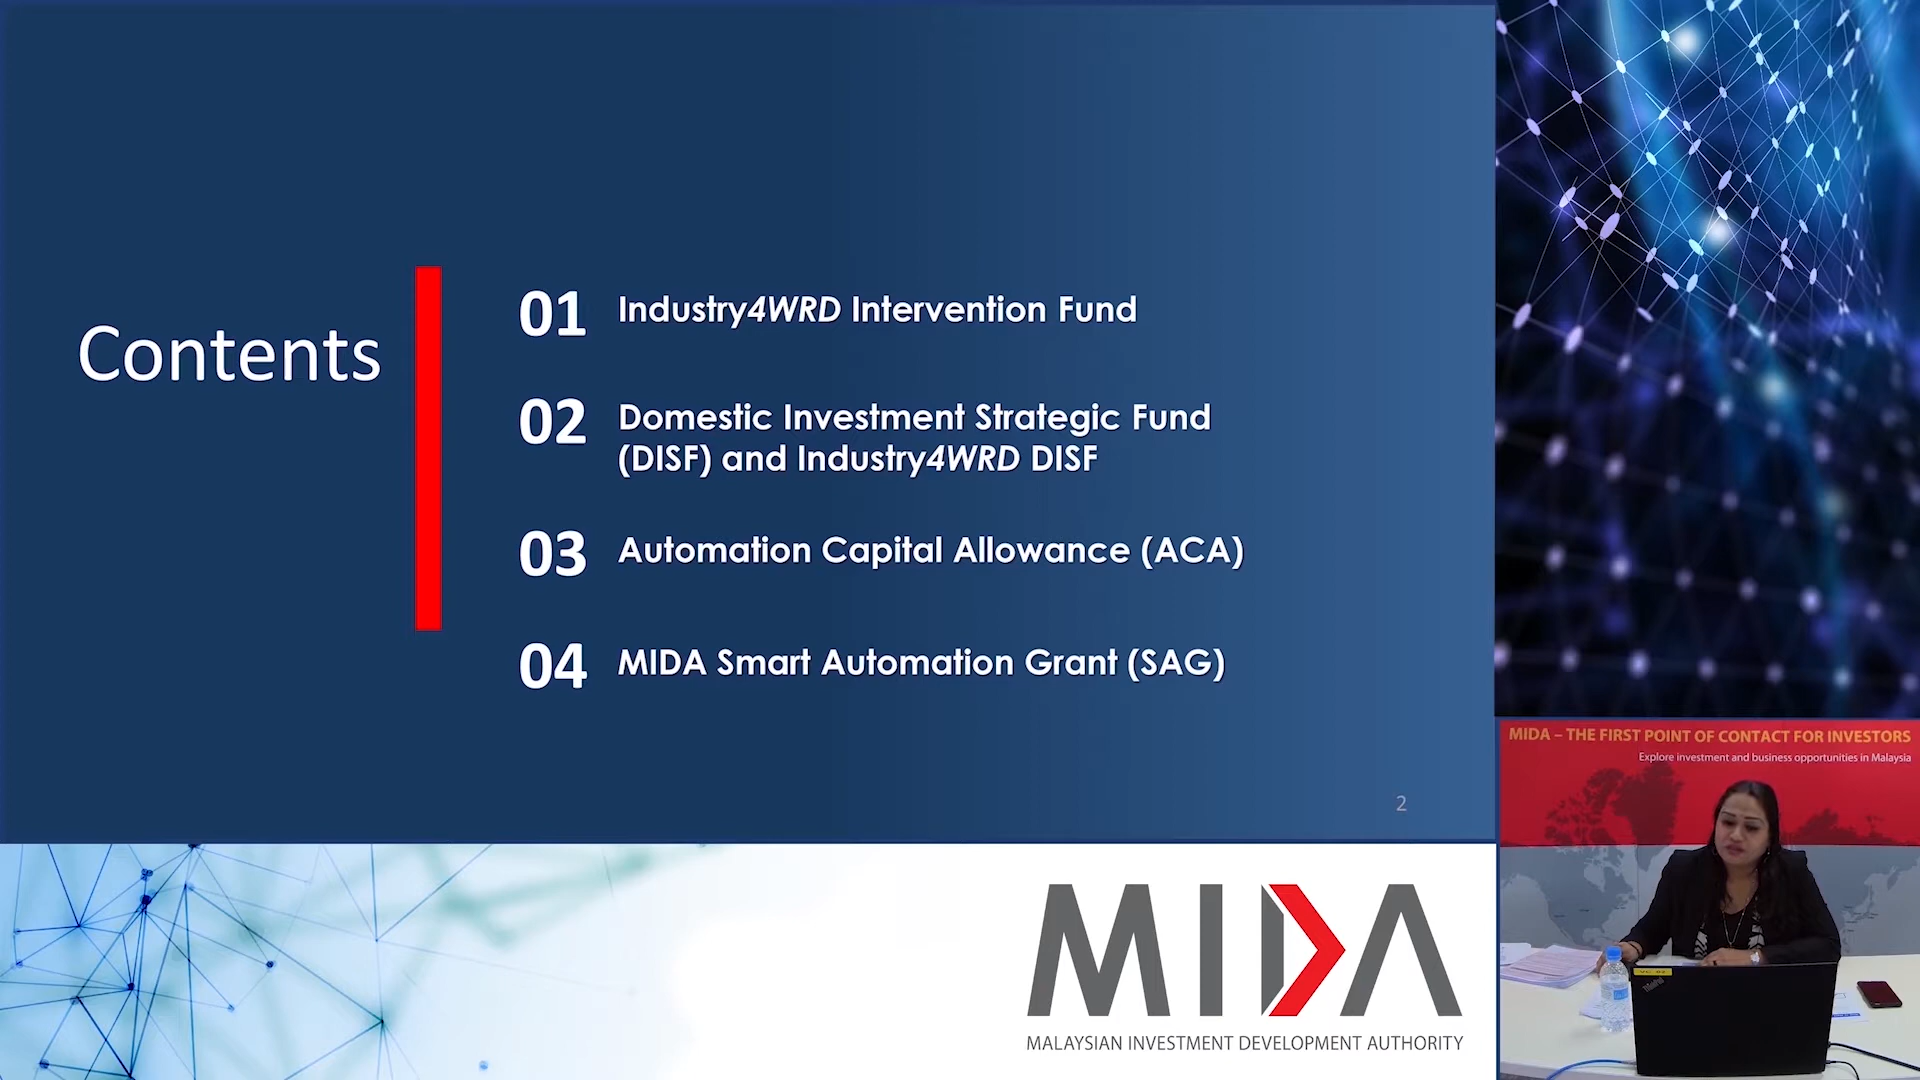 Contents
01 Industry4WRD Intervention Fund
02 Domestic Investment Strategic Fund
(DISF) and Industry4WRD DISF
03 Automation Capital Allowance (ACA)
04 MIDA Smart Automation Grant (SAG)
2
MIDA – THE FIRST POINT OF CONTACT FOR INVESTORS
Explore investment and business opportunities in Malaysia
MIDA
MALAYSIAN INVESTMENT DEVELOPMENT AUTHORITY